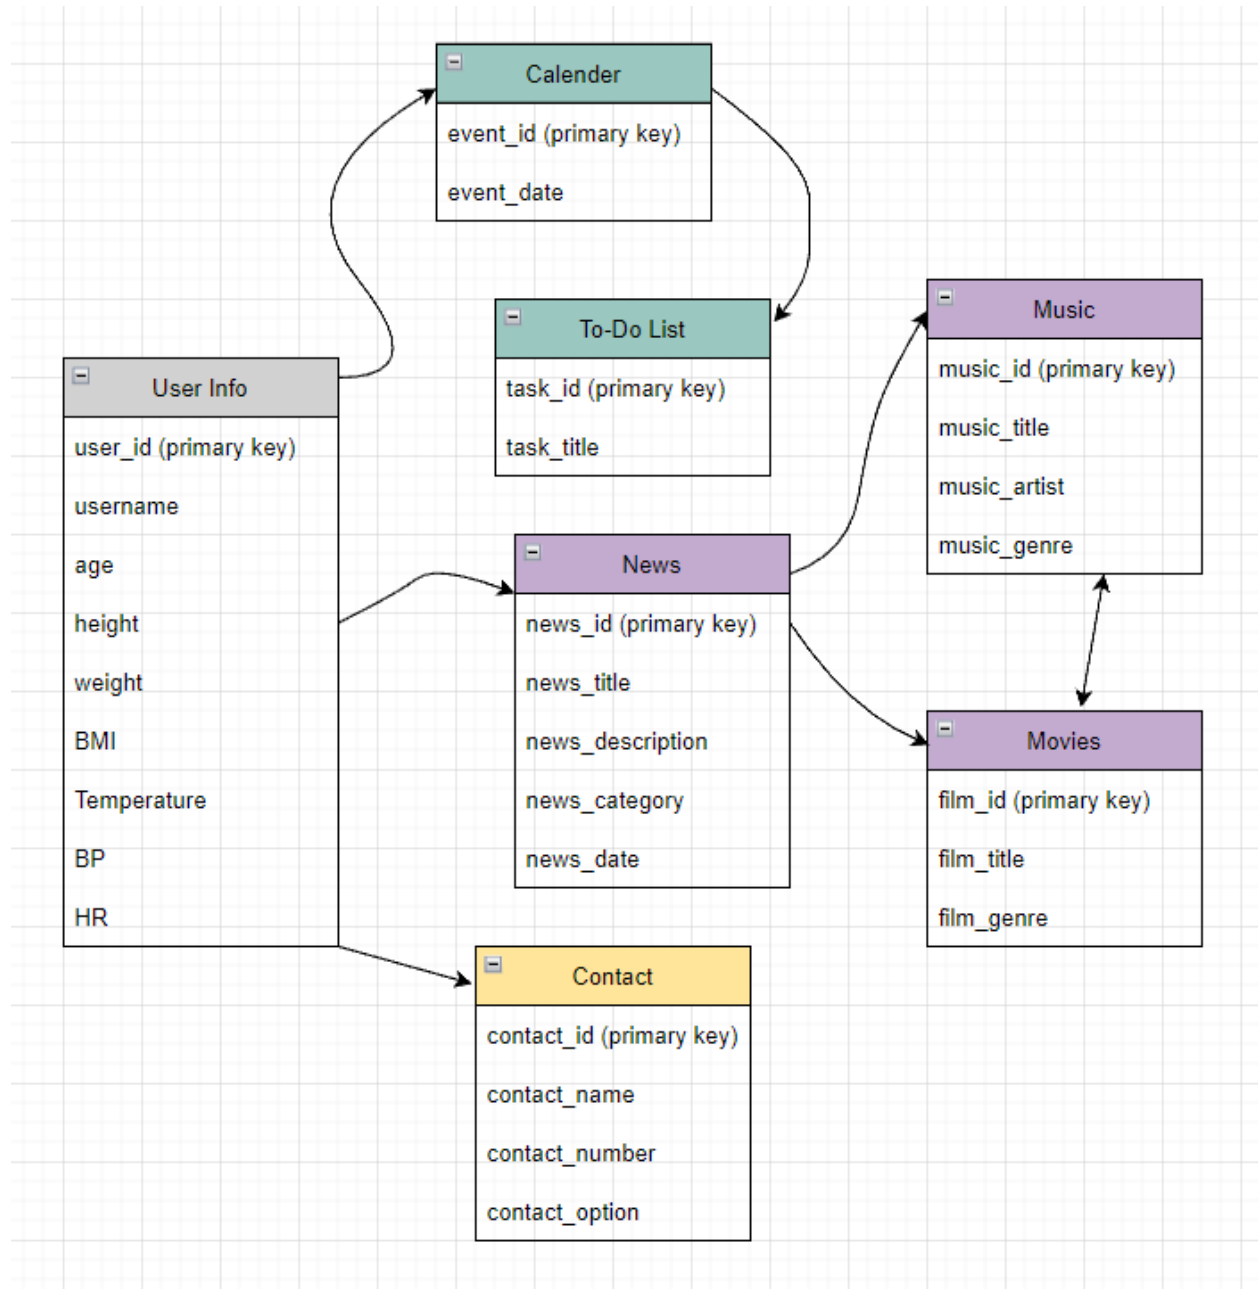 Calender
event_id (primary key)
event_date
To-Do List
task_id (primary key)
task_title
Music
music_id (primary key)
music_title
music_artist
music_genre
User Info
user_id (primary key)
username
age
height
weight
BMI
Temperature
BP
HR
News
news_id (primary key)
news_title
news_description
news_category
news_date
Movies
film_id (primary key)
film_title
film_genre
Contact
contact_id (primary key)
contact_name
contact_number
contact_option